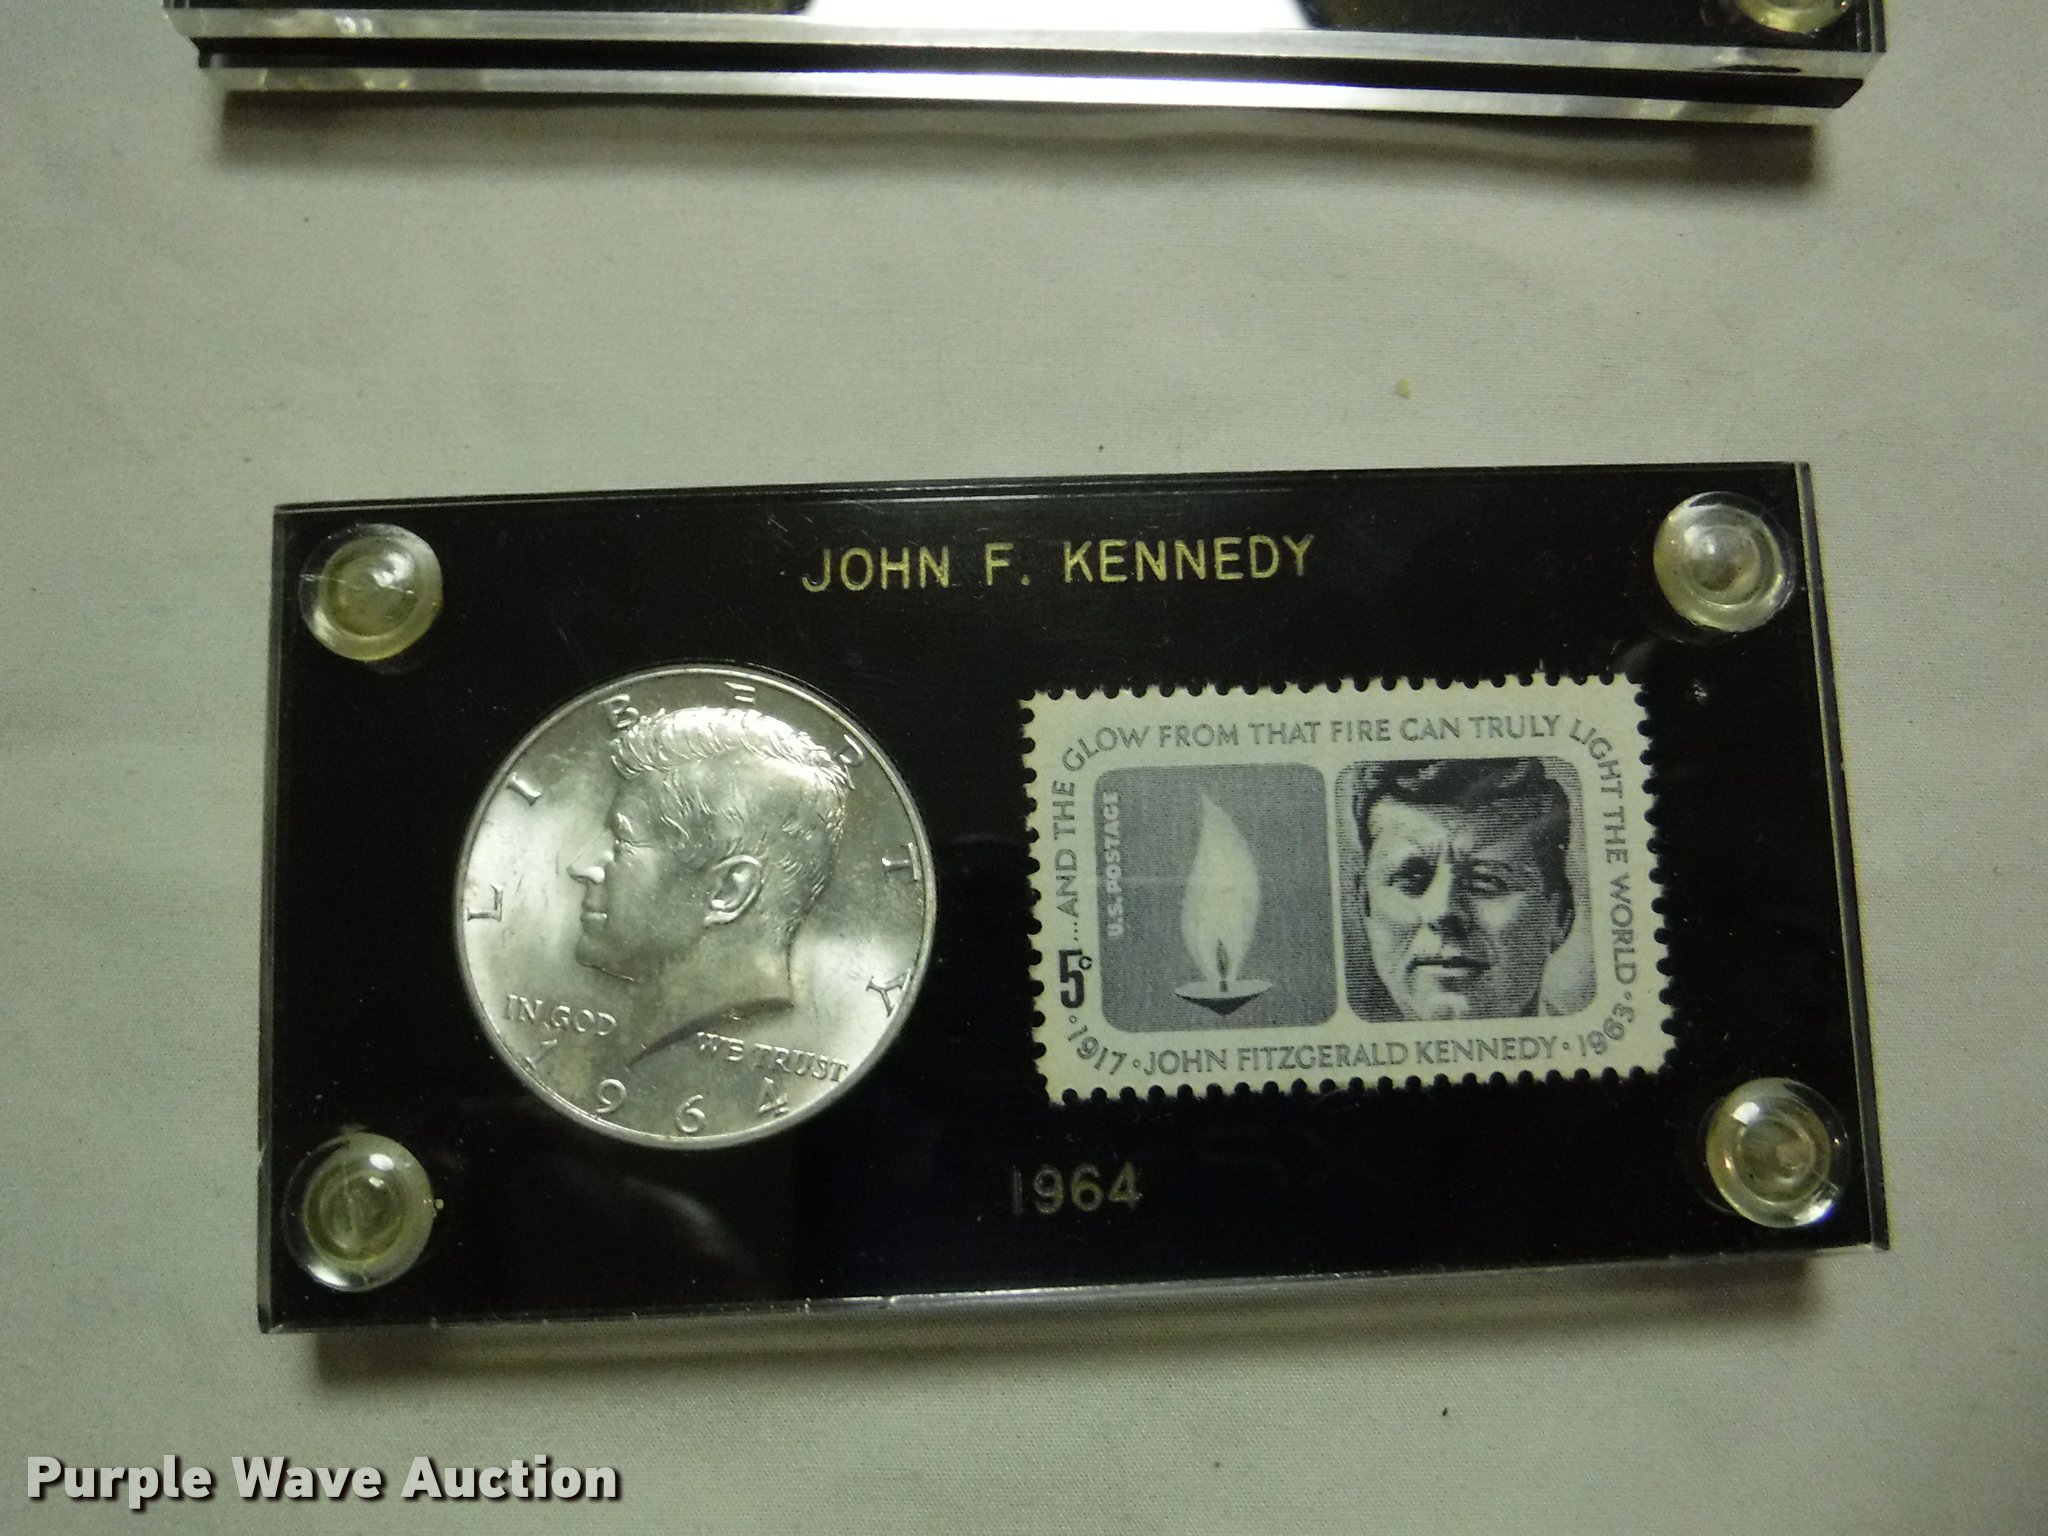 JOHN F. KENNEDY
LIBERTY
IN GOD WE TRUST
1964
...AND THE GLOW FROM THAT FIRE CAN TRULY LIGHT THE WORLD
U.S. POSTAGE
5c
1917 · JOHN FITZGERALD KENNEDY · 1963
1964
Purple Wave Auction